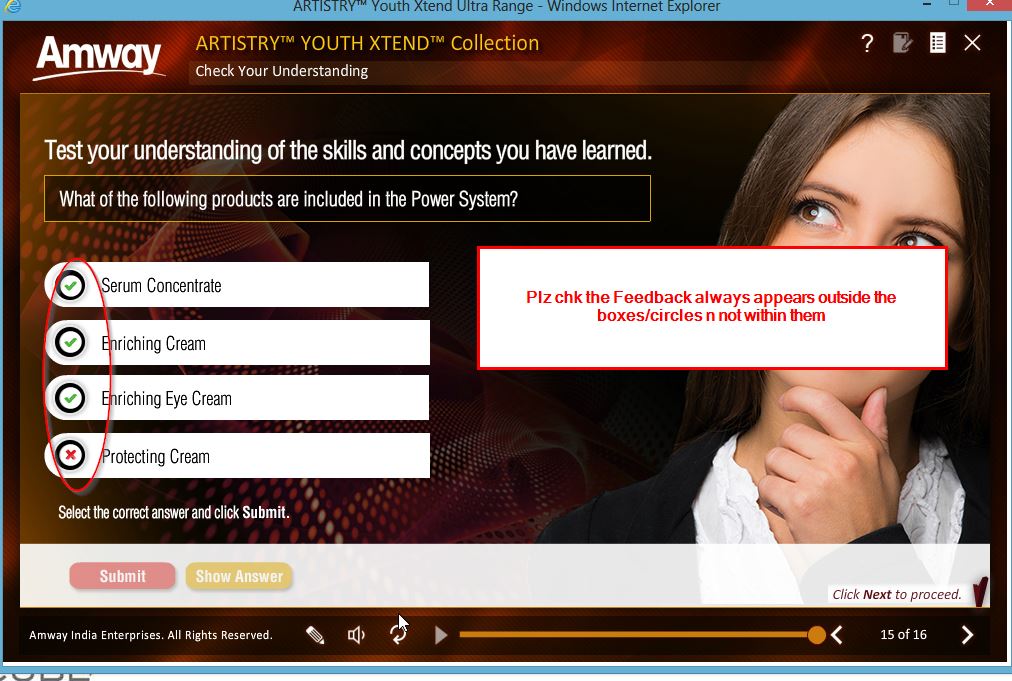 ARTISTRY™ Youth Xtend Ultra Range - Windows Internet Explorer
Amway
ARTISTRY™ YOUTH XTEND™ Collection
?
Check Your Understanding
Test your understanding of the skills and concepts you have learned.
What of the following products are included in the Power System?
Serum Concentrate
Enriching Cream
Enriching Eye Cream
Protecting Cream
Plz chk the Feedback always appears outside the
boxes/circles n not within them
Select the correct answer and click Submit.
Submit
Show Answer
Click Next to proceed.
Amway India Enterprises. All Rights Reserved.
15 of 16